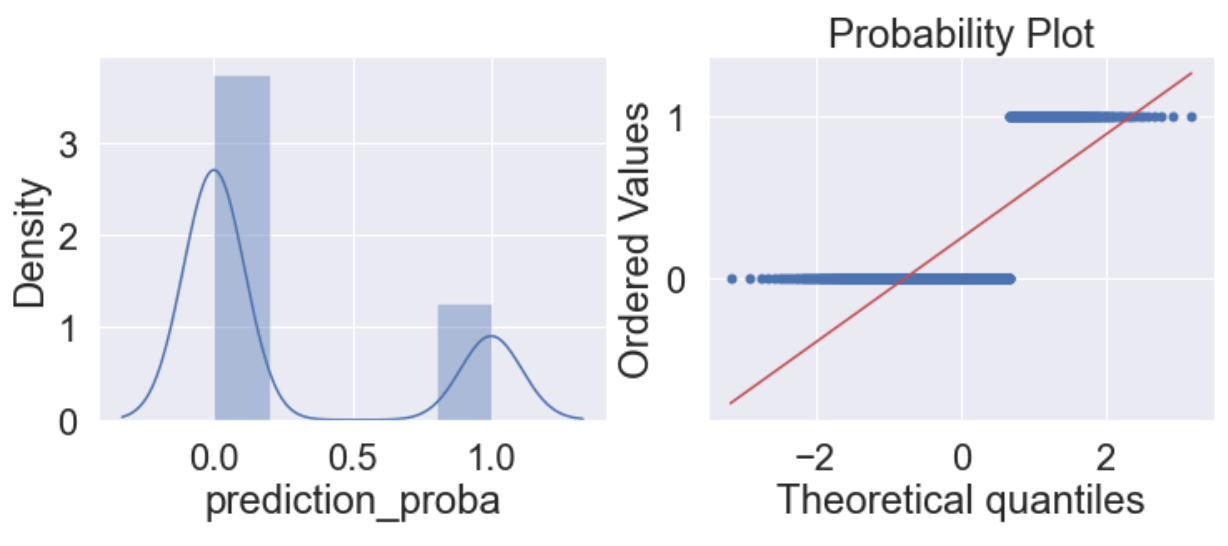 Density
3
2
1
0
0.0 0.5 1.0
prediction_proba
Probability Plot
Ordered Values
1
0
−2 0 2
Theoretical quantiles